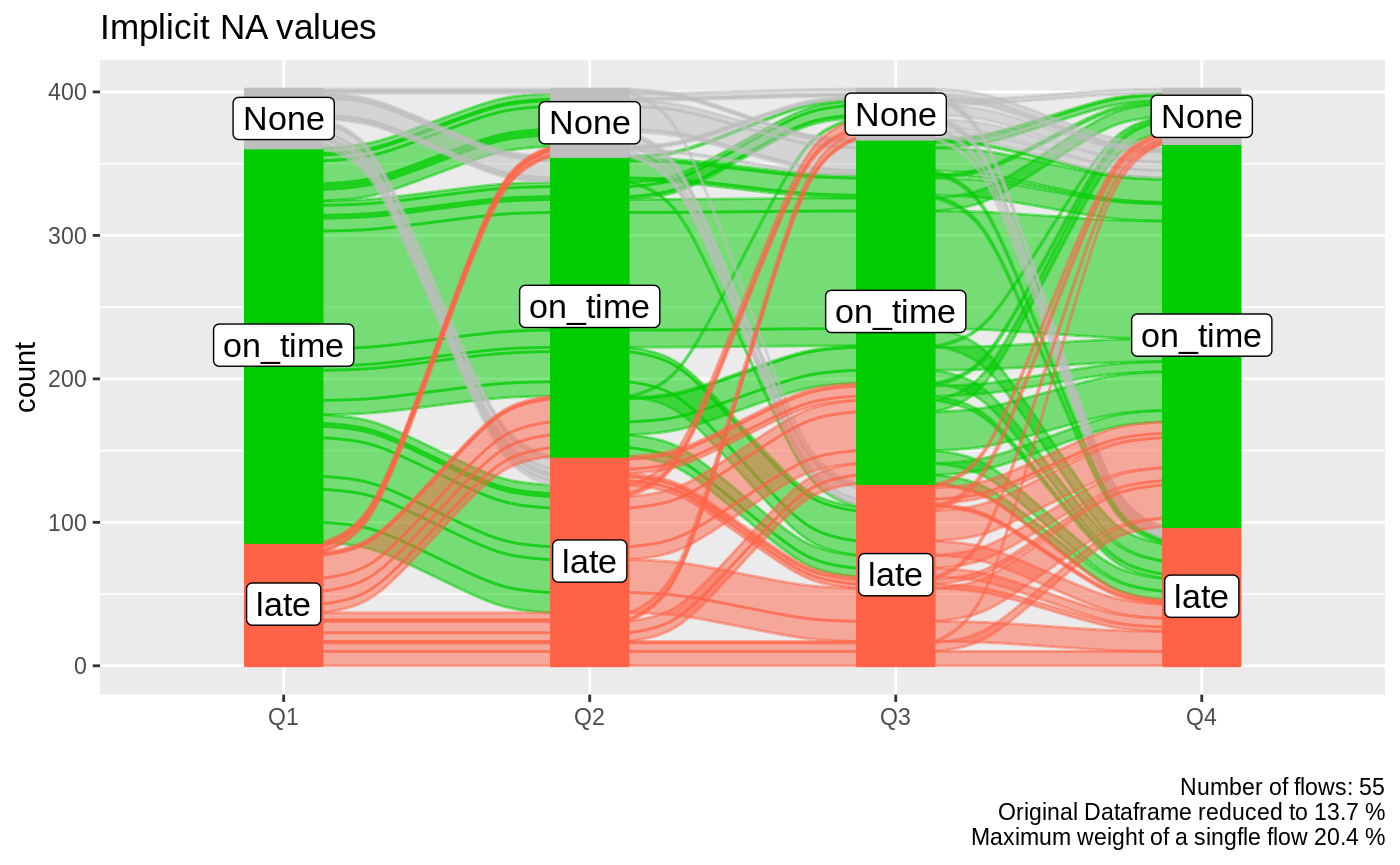 Implicit NA values
count
400
300
200
100
0
None
None
None
None
on_time
on_time
on_time
on_time
late
late
late
late
Q1
Q2
Q3
Q4
Number of flows: 55
Original Dataframe reduced to 13.7 %
Maximum weight of a singfle flow 20.4 %